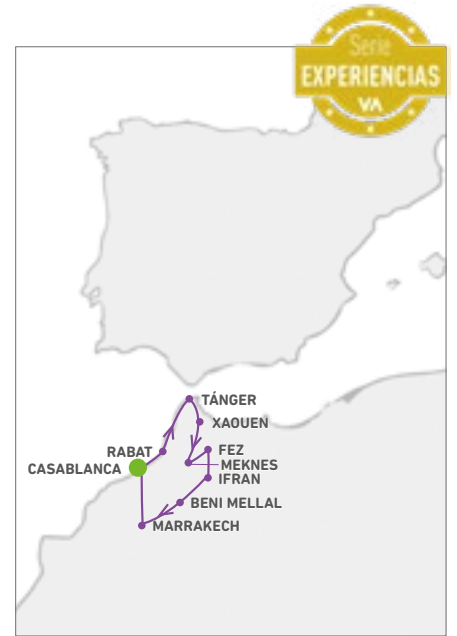 Serie
EXPERIENCIAS
VA
TÁNGER
XAOUEN
RABAT
FEZ
CASABLANCA
MEKNES
IFRAN
BENI MELLAL
MARRAKECH